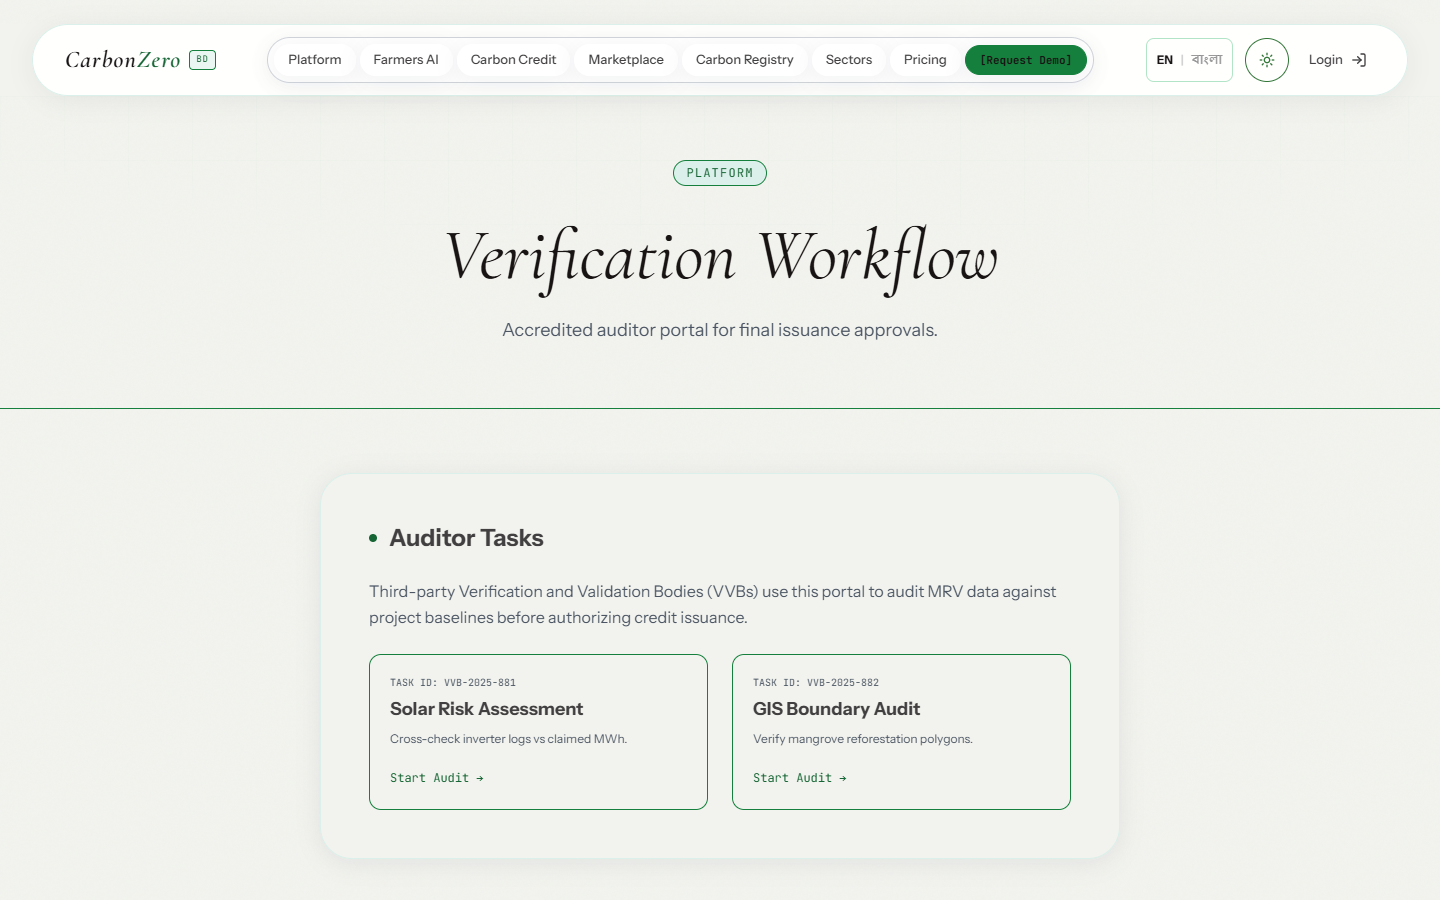 CarbonZero BD
Platform
Farmers AI
Carbon Credit
Marketplace
Carbon Registry
Sectors
Pricing
[Request Demo]
EN | বাংলা
Login
PLATFORM
Verification Workflow
Accredited auditor portal for final issuance approvals.
Auditor Tasks
Third-party Verification and Validation Bodies (VVBs) use this portal to audit MRV data against
project baselines before authorizing credit issuance.
TASK ID: VVB-2025-881
Solar Risk Assessment
Cross-check inverter logs vs claimed MWh.
Start Audit →
TASK ID: VVB-2025-882
GIS Boundary Audit
Verify mangrove reforestation polygons.
Start Audit →